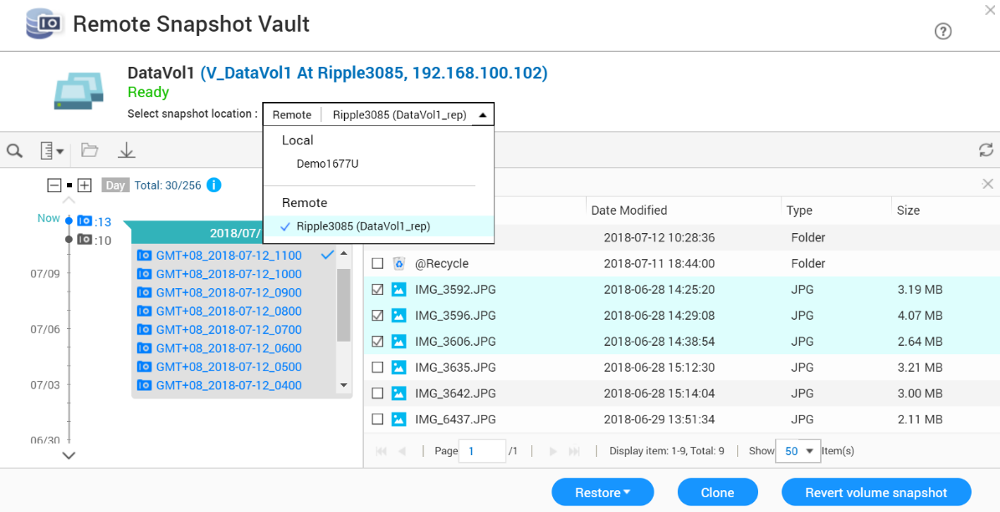 Remote Snapshot Vault
DataVol1 (V_DataVol1 At Ripple3085, 192.168.100.102)
Ready
Select snapshot location : Remote Ripple3085 (DataVol1_rep)
Local
Demo1677U
Remote
Ripple3085 (DataVol1_rep)
Day Total: 30/256
Now :13
:10
07/09
07/06
07/03
06/30
2018/07/
GMT+08_2018-07-12_1100
GMT+08_2018-07-12_1000
GMT+08_2018-07-12_0900
GMT+08_2018-07-12_0800
GMT+08_2018-07-12_0700
GMT+08_2018-07-12_0600
GMT+08_2018-07-12_0500
GMT+08_2018-07-12_0400
Date Modified Type Size
2018-07-12 10:28:36 Folder
@Recycle 2018-07-11 18:44:00 Folder
IMG_3592.JPG 2018-06-28 14:25:20 JPG 3.19 MB
IMG_3596.JPG 2018-06-28 14:29:08 JPG 4.07 MB
IMG_3606.JPG 2018-06-28 14:38:54 JPG 2.64 MB
IMG_3635.JPG 2018-06-28 15:12:30 JPG 3.21 MB
IMG_3642.JPG 2018-06-28 15:14:04 JPG 3.00 MB
IMG_6437.JPG 2018-06-29 13:51:34 JPG 2.11 MB
Page 1 /1 Display item: 1-9, Total: 9 Show 50 Item(s)
Restore Clone Revert volume snapshot